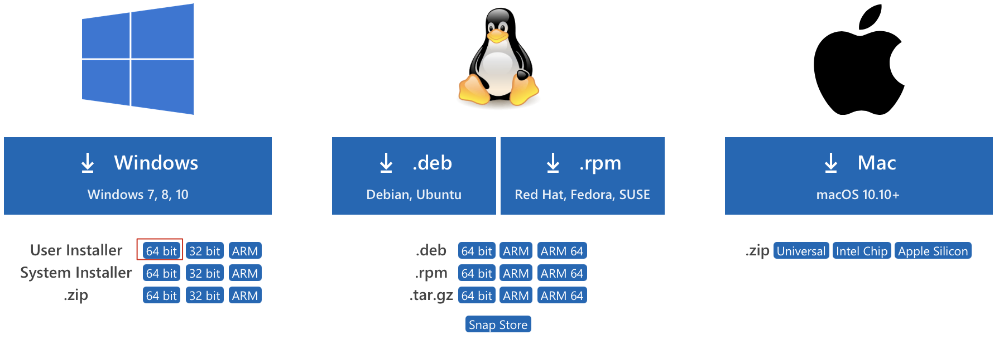 Windows
Windows 7, 8, 10
User Installer 64 bit 32 bit ARM
System Installer 64 bit 32 bit ARM
.zip 64 bit 32 bit ARM
.deb
Debian, Ubuntu
.rpm
Red Hat, Fedora, SUSE
.deb 64 bit ARM ARM 64
.rpm 64 bit ARM ARM 64
.tar.gz 64 bit ARM ARM 64
Snap Store
Mac
macOS 10.10+
.zip Universal Intel Chip Apple Silicon